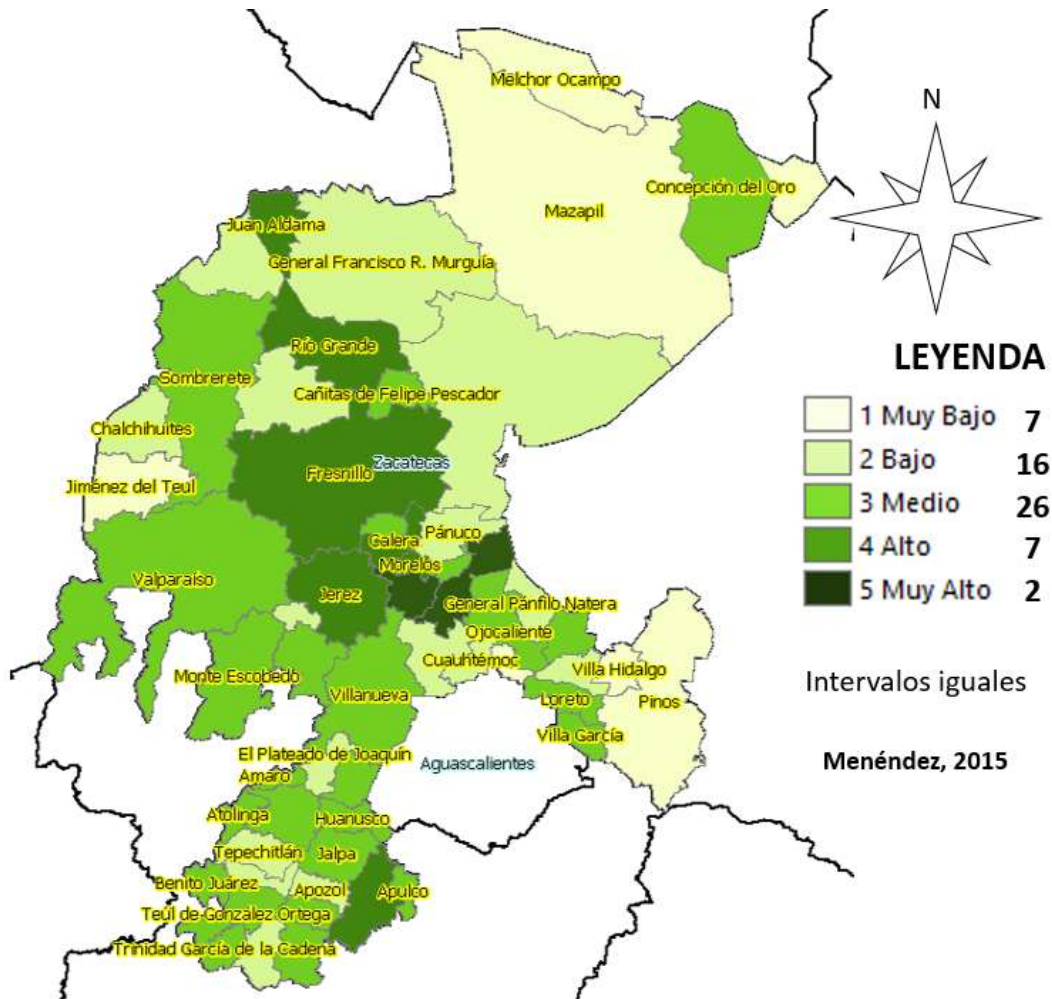 Melchor Ocampo
N
Concepción del Oro
Mazapil
Juan Aldama
General Francisco R. Murguía
Río Grande
LEYENDA
Sombrerete
Cañitas de Felipe Pescador
1 Muy Bajo 7
Chalchihuites
2 Bajo 16
Zacatecas
Fresnillo
Jiménez del Teul
3 Medio 26
Pánuco
Calera
4 Alto 7
Morelos
Valparaíso
Jerez
5 Muy Alto 2
General Pánfilo Natera
Ojocaliente
Cuauhtémoc
Villa Hidalgo
Monte Escobedo
Villanueva
Loreto
Pinos
Intervalos iguales
Villa García
El Plateado de Joaquín
Amaro
Aguascalientes
Menéndez, 2015
Atolinga
Huanusco
Tepechitlán
Jalpa
Benito Juárez
Apozol
Apulco
Teúl de González Ortega
Trinidad García de la Cadena